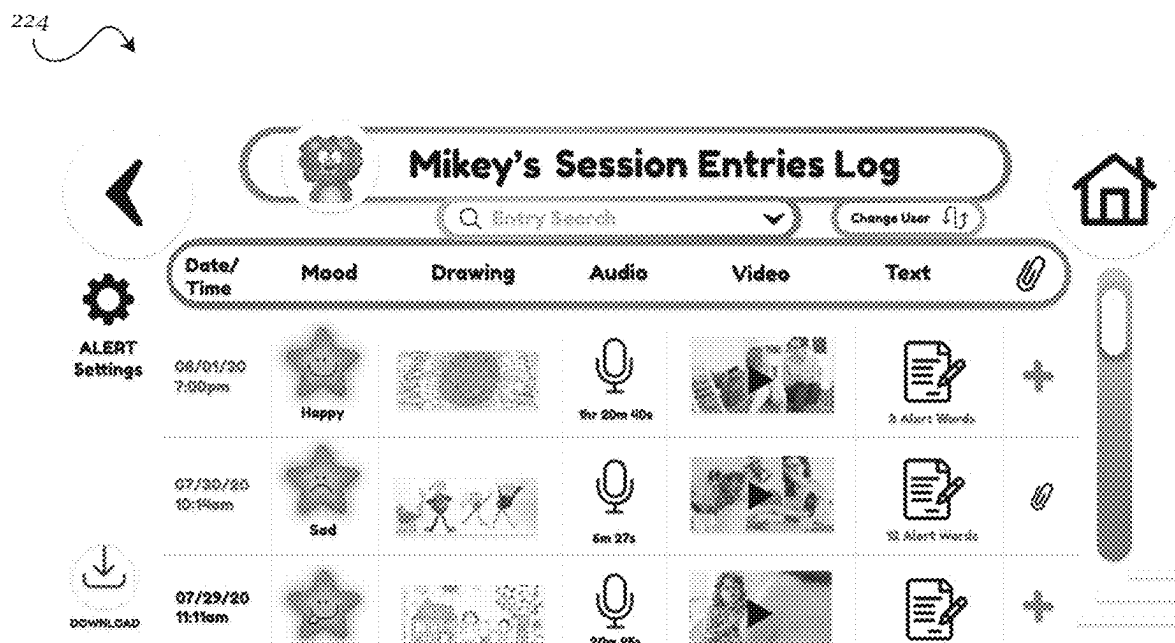 224
Mikey's Session Entries Log
Entry Search
Change User
Date/
Time
Mood
Drawing
Audio
Video
Text
ALERT
Settings
08/01/20
7:00pm
Happy
1hr 20m 40s
3 Alert Words
07/30/20
10:14am
Sad
5m 27s
12 Alert Words
07/29/20
11:11am
DOWNLOAD